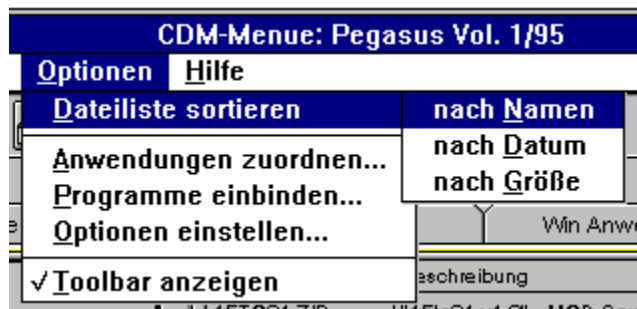 CDM-Menue: Pegasus Vol. 1/95
Optionen Hilfe
Dateiliste sortieren
nach Namen
nach Datum
nach Größe
Anwendungen zuordnen...
Programme einbinden...
Optionen einstellen...
Win Anw
√ Toolbar anzeigen
eschreibung